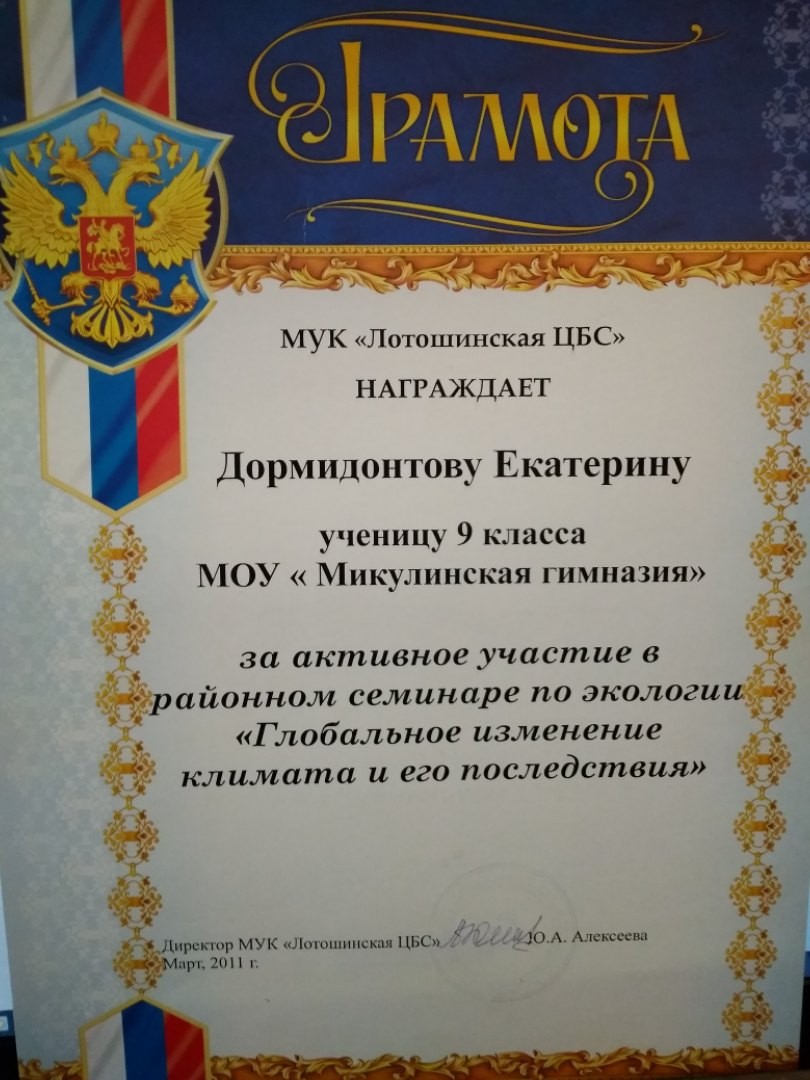 Грамота
МУК «Лотошинская ЦБС»
НАГРАЖДАЕТ
Дормидонтову Екатерину
ученицу 9 класса
МОУ « Микулинская гимназия»
за активное участие в
районном семинаре по экологии
«Глобальное изменение
климата и его последствия»
Директор МУК «Лотошинская ЦБС» Ю.А. Алексеева
Март, 2011 г.